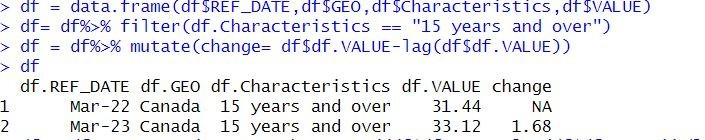 > df = data.frame(df$REF_DATE,df$GEO,df$Characteristics,df$VALUE)
> df= df%>% filter(df.Characteristics == "15 years and over")
> df = df%>% mutate(change= df$df.VALUE-lag(df$df.VALUE))
> df
df.REF_DATE df.GEO df.Characteristics df.VALUE change
1 Mar-22 Canada 15 years and over 31.44 NA
2 Mar-23 Canada 15 years and over 33.12 1.68